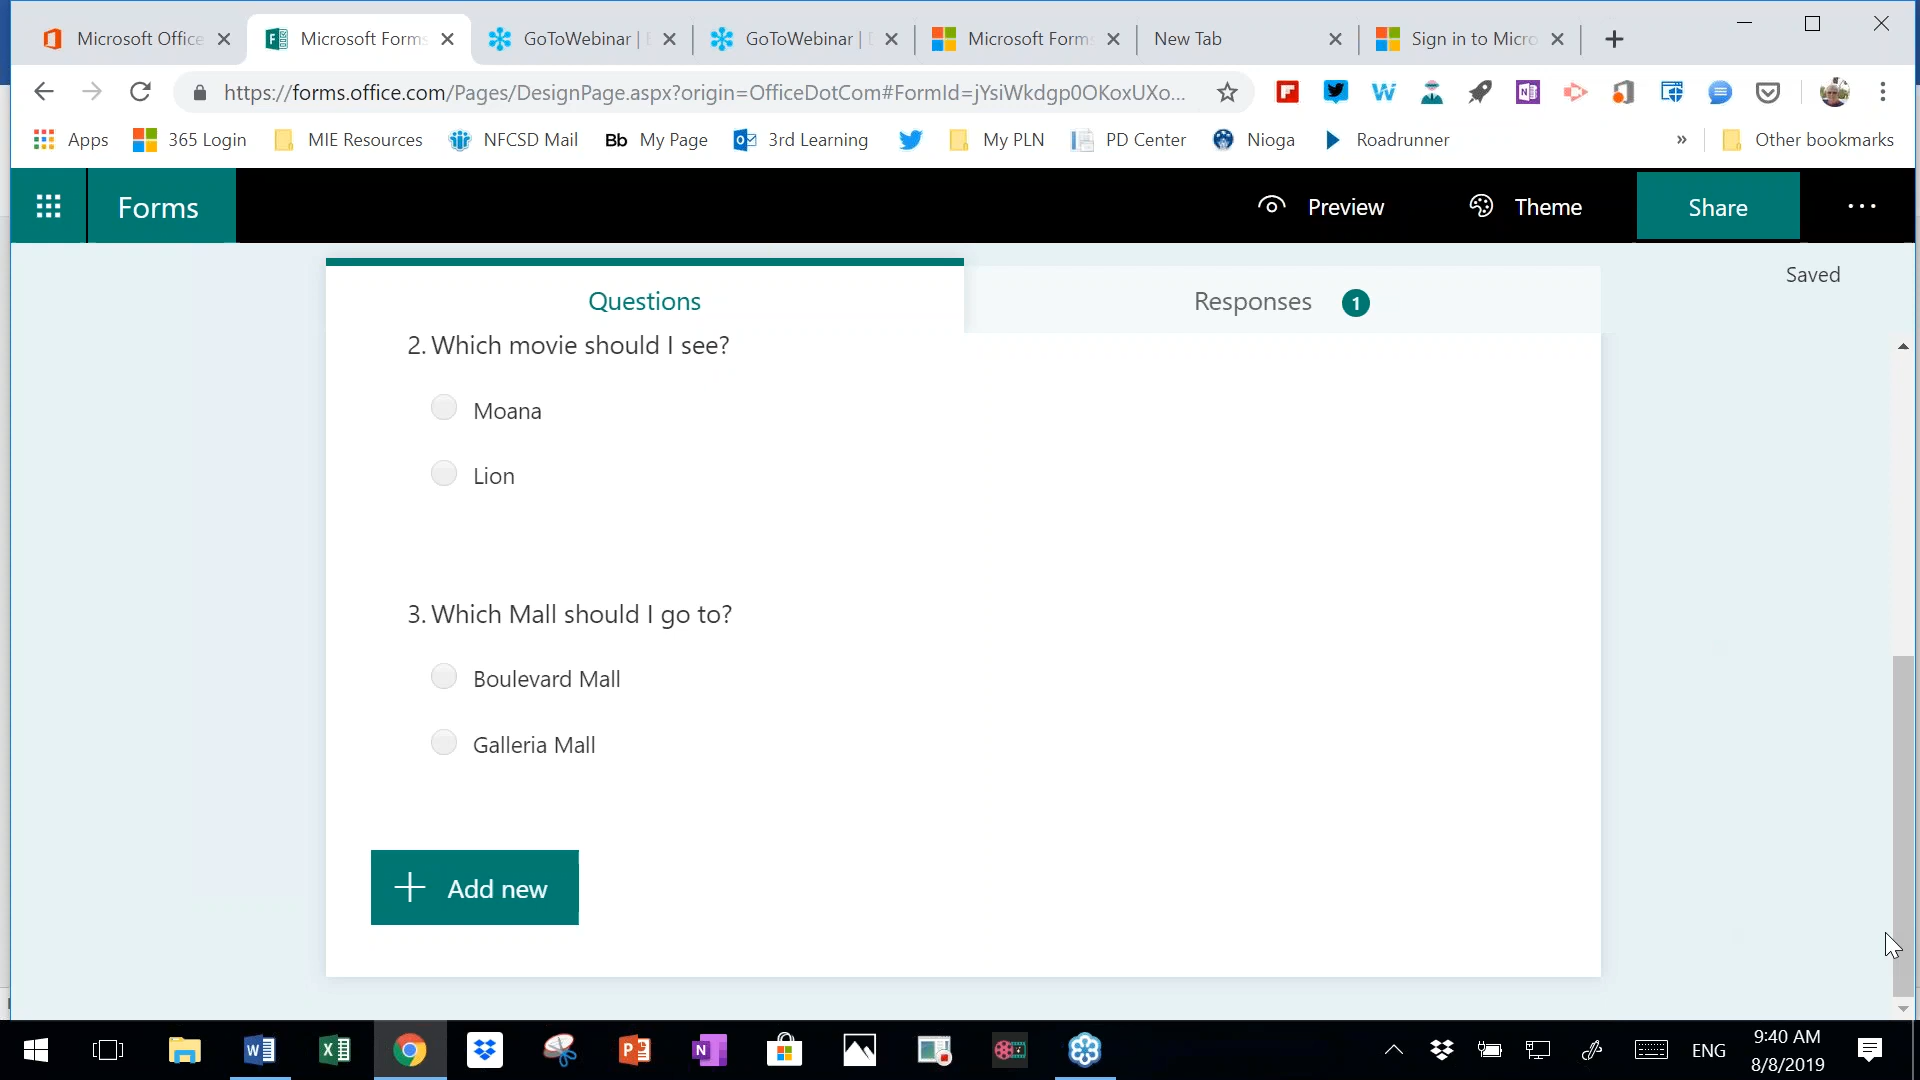 Microsoft Office
Microsoft Forms
GoToWebinar |
GoToWebinar |
Microsoft Forms
New Tab
Sign in to Micro
https://forms.office.com/Pages/DesignPage.aspx?origin=OfficeDotCom#FormId=jYsiWkdgp0OKoxUXo...
Apps
365 Login
MIE Resources
NFCSD Mail
Bb My Page
3rd Learning
My PLN
PD Center
Nioga
Roadrunner
»
Other bookmarks
Forms
Preview
Theme
Share
...
Saved
Questions
Responses 1
2. Which movie should I see?
Moana
Lion
3. Which Mall should I go to?
Boulevard Mall
Galleria Mall
+ Add new
ENG
9:40 AM
8/8/2019